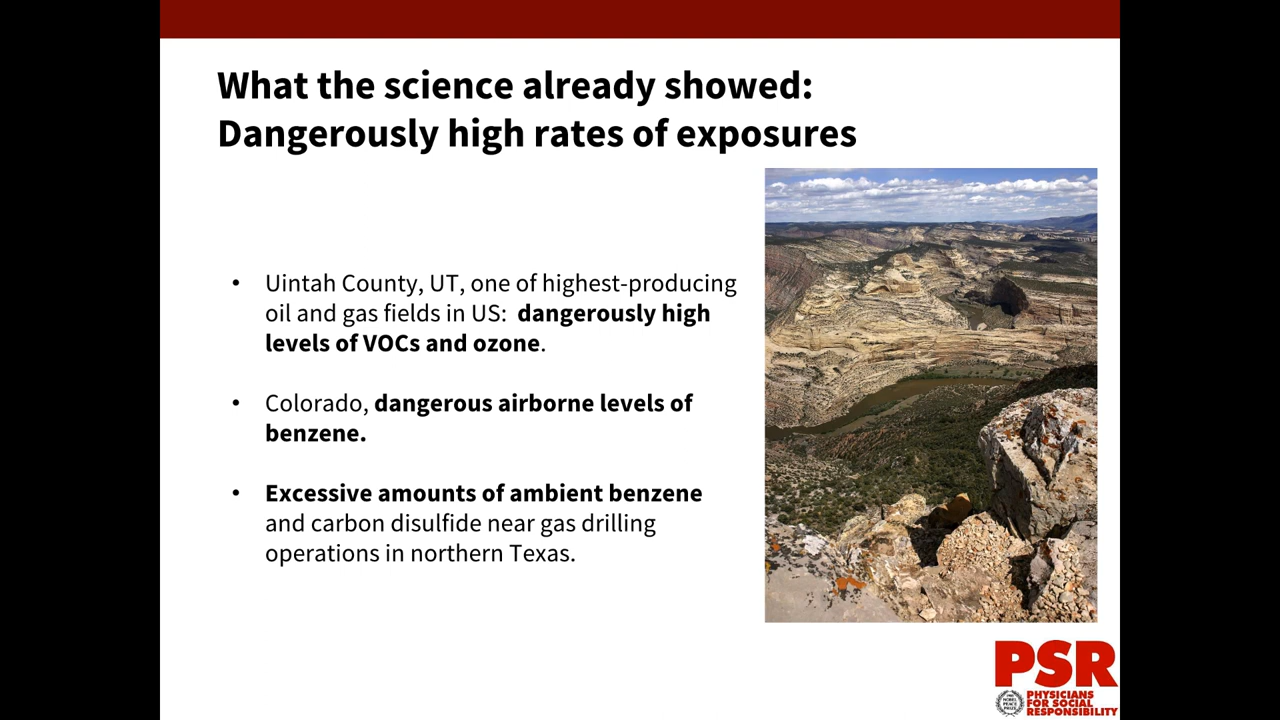 What the science already showed:
Dangerously high rates of exposures
• Uintah County, UT, one of highest-producing
oil and gas fields in US:  dangerously high
levels of VOCs and ozone.
• Colorado, dangerous airborne levels of
benzene.
• Excessive amounts of ambient benzene
and carbon disulfide near gas drilling
operations in northern Texas.
PSR
PHYSICIANS
FOR SOCIAL
RESPONSIBILITY